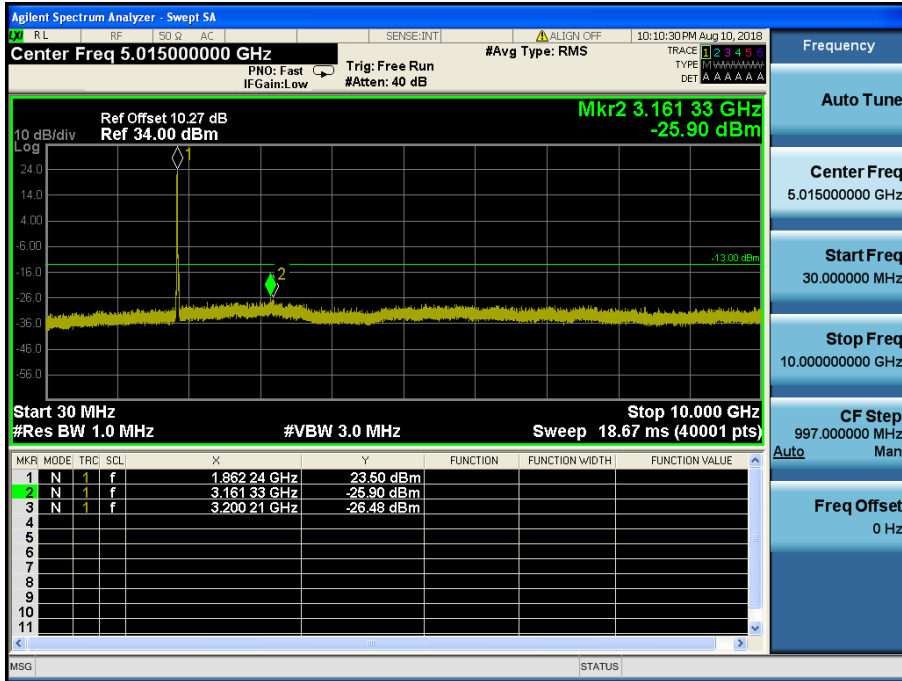 Agilent Spectrum Analyzer - Swept SA
LXI RL RF 50 Ω AC SENSE:INT ALIGN OFF 10:10:30 PM Aug 10, 2018
Center Freq 5.015000000 GHz #Avg Type: RMS TRACE 1 2 3 4 5 6
PNO: Fast Trig: Free Run TYPE M WWWWW
IFGain:Low #Atten: 40 dB DET A A A A A A
Frequency
Mkr2 3.161 33 GHz
-25.90 dBm
Ref Offset 10.27 dB
10 dB/div Ref 34.00 dBm
Log
24.0
14.0
4.00
-6.00
-16.0
-26.0
-36.0
-46.0
-56.0
1
2
-13.00 dBm
Start 30 MHz Stop 10.000 GHz
#Res BW 1.0 MHz #VBW 3.0 MHz Sweep 18.67 ms (40001 pts)
MKR MODE TRC SCL X Y FUNCTION FUNCTION WIDTH FUNCTION VALUE
1 N 1 f 1.862 24 GHz 23.50 dBm
2 N 1 f 3.161 33 GHz -25.90 dBm
3 N 1 f 3.200 21 GHz -26.48 dBm
4
5
6
7
8
9
10
11
MSG STATUS
Auto Tune
Center Freq
5.015000000 GHz
Start Freq
30.000000 MHz
Stop Freq
10.000000000 GHz
CF Step
997.000000 MHz
Auto Man
Freq Offset
0 Hz